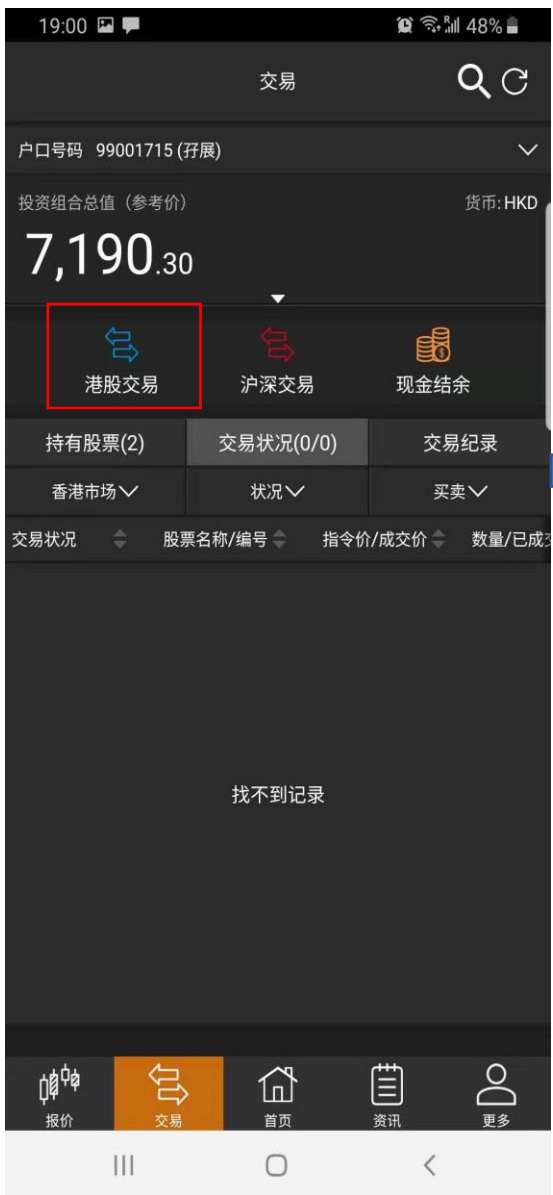 19:00 48%
交易
户口号码 99001715 (孖展)
投资组合总值（参考价） 货币: HKD
7,190.30
港股交易 沪深交易 现金结余
持有股票(2) 交易状况(0/0) 交易纪录
香港市场 状况 买卖
交易状况 股票名称/编号 指令价/成交价 数量/已成
找不到记录
报价 交易 首页 资讯 更多